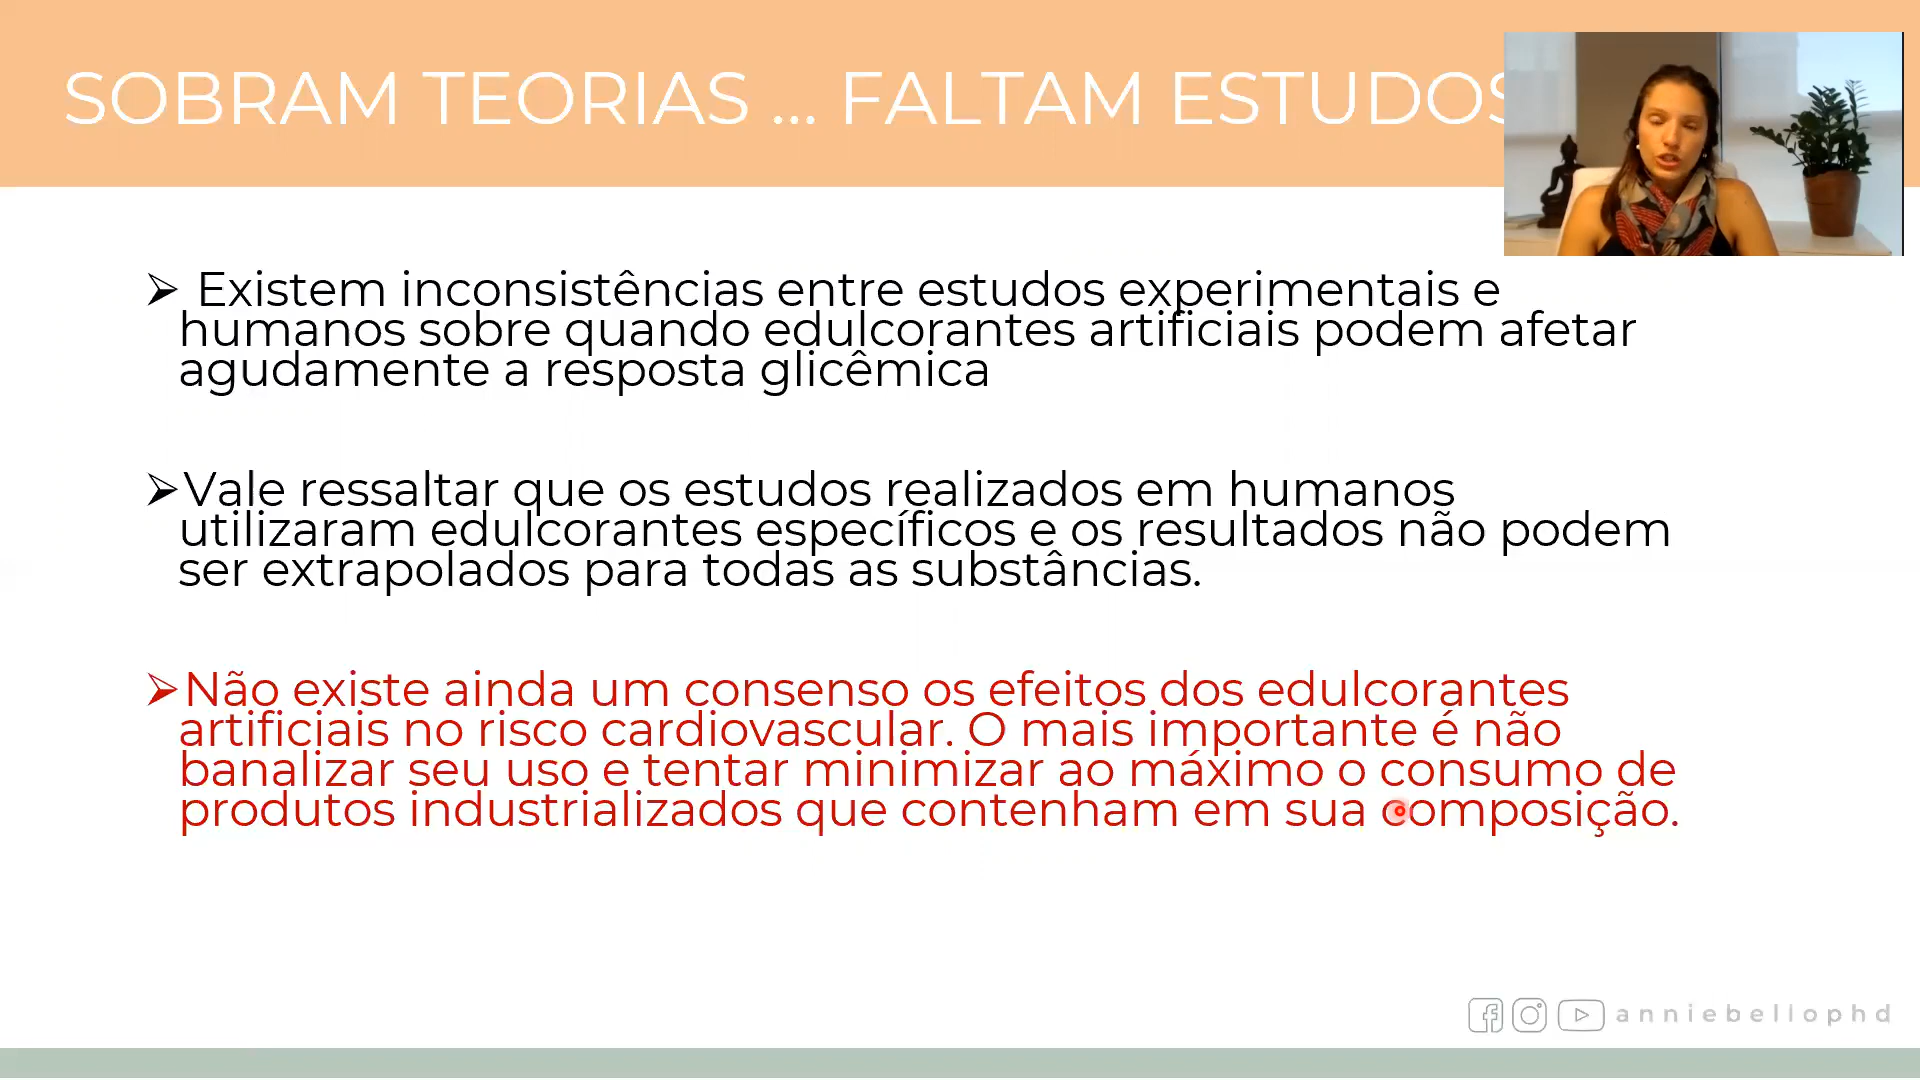 SOBRAM TEORIAS ... FALTAM ESTUDOS
➢ Existem inconsistências entre estudos experimentais e
humanos sobre quando edulcorantes artificiais podem afetar
agudamente a resposta glicêmica
➢Vale ressaltar que os estudos realizados em humanos
utilizaram edulcorantes específicos e os resultados não podem
ser extrapolados para todas as substâncias.
➢Não existe ainda um consenso os efeitos dos edulcorantes
artificiais no risco cardiovascular. O mais importante é não
banalizar seu uso e tentar minimizar ao máximo o consumo de
produtos industrializados que contenham em sua composição.
anniebellophd